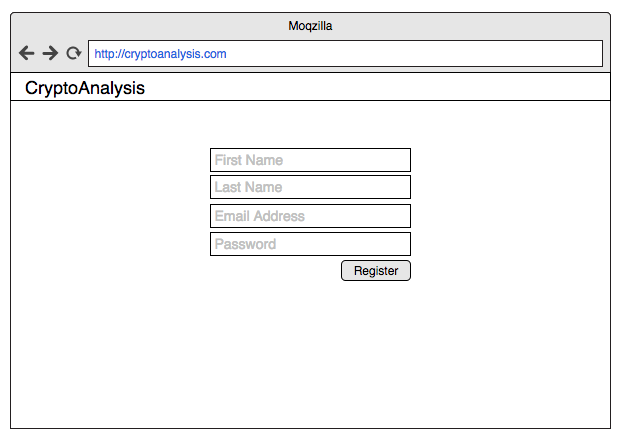 Moqzilla
http://cryptoanalysis.com
CryptoAnalysis
First Name
Last Name
Email Address
Password
Register